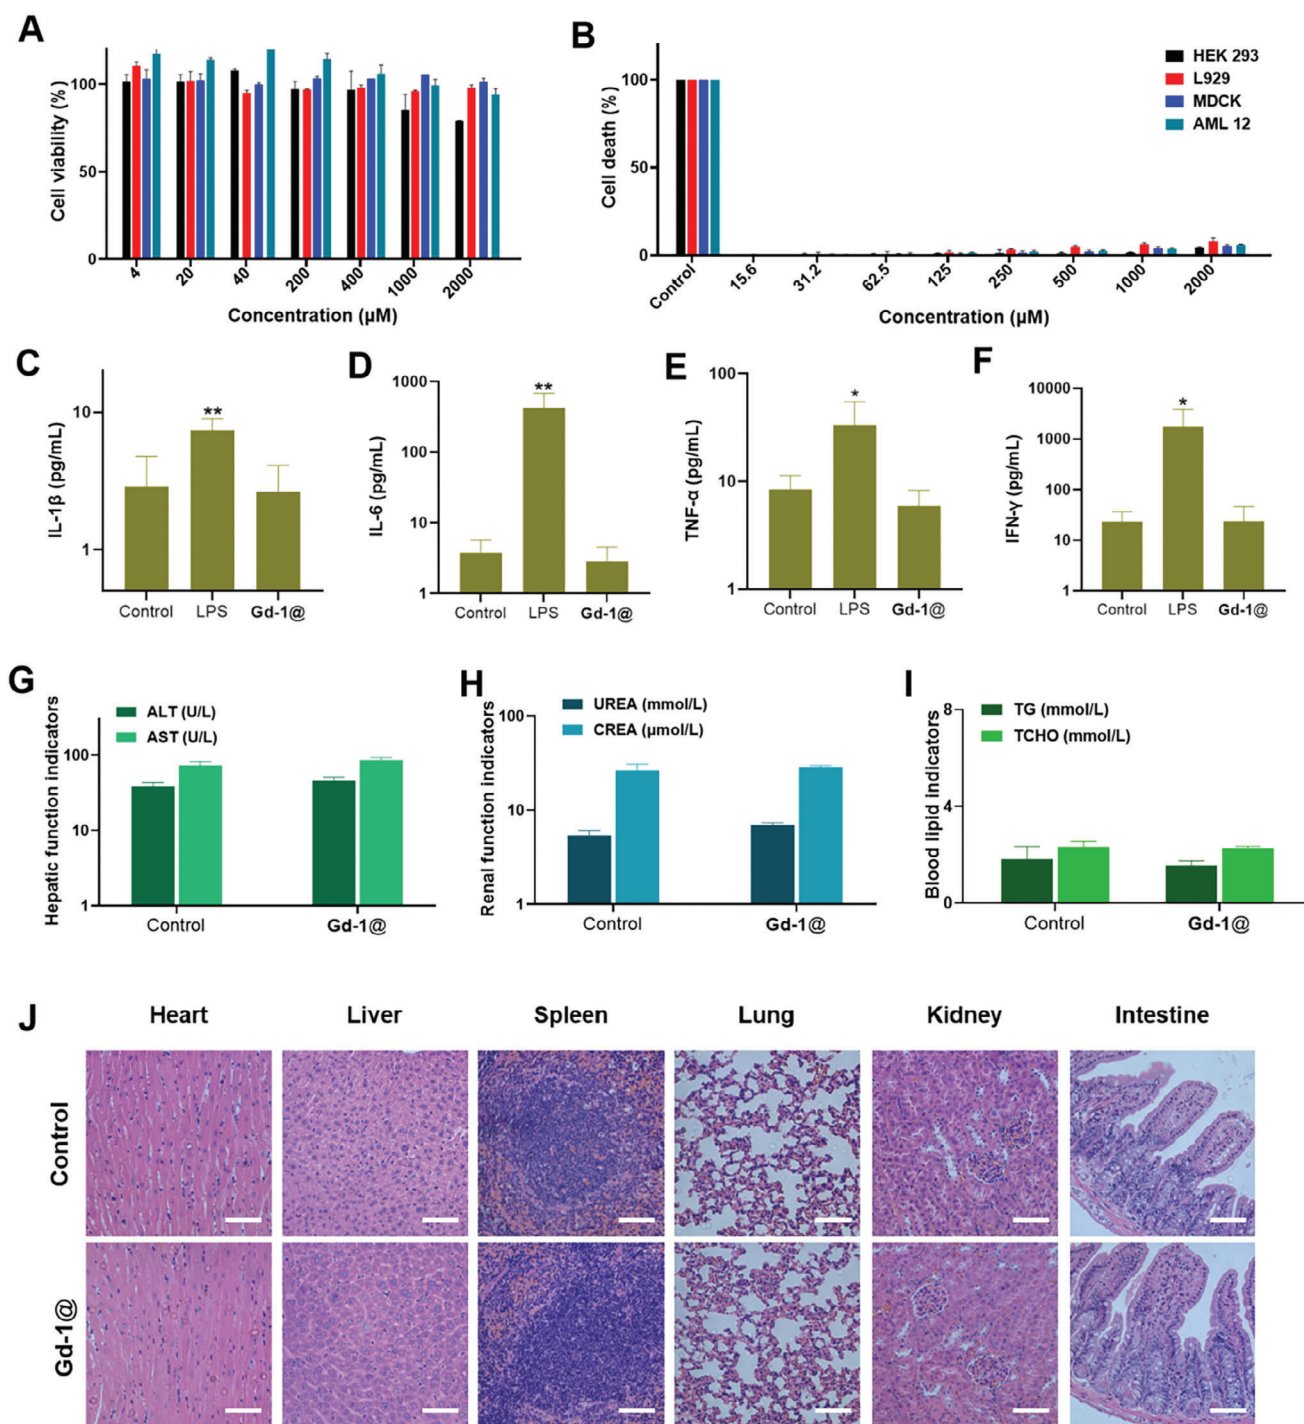 A
Cell viability (%)
100
50
0
4 20 40 200 400 1000 2000
Concentration (µM)
B
Cell death (%)
100
50
0
Control 15.6 31.2 62.5 125 250 500 1000 2000
Concentration (µM)
HEK 293
L929
MDCK
AML 12
C
IL-1β (pg/mL)
10
1
**
Control LPS Gd-1@
D
IL-6 (pg/mL)
1000
100
10
1
**
Control LPS Gd-1@
E
TNF-α (pg/mL)
100
10
1
*
Control LPS Gd-1@
F
IFN-γ (pg/mL)
10000
1000
100
10
1
*
Control LPS Gd-1@
G
Hepatic function indicators
ALT (U/L)
AST (U/L)
100
10
1
Control Gd-1@
H
Renal function indicators
UREA (mmol/L)
CREA (µmol/L)
100
10
1
Control Gd-1@
I
Blood lipid indicators
TG (mmol/L)
TCHO (mmol/L)
8
4
0
Control Gd-1@
J
Heart Liver Spleen Lung Kidney Intestine
Control
Gd-1@